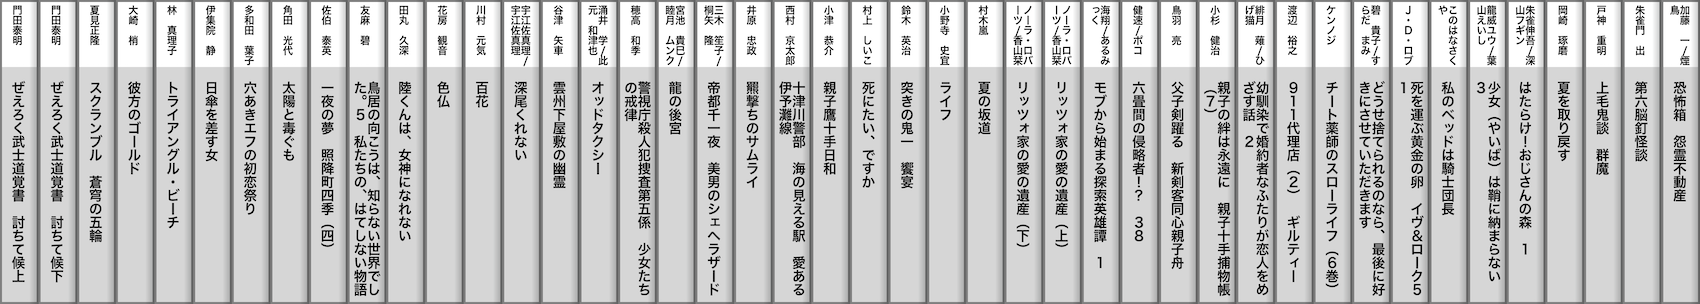 加藤 一/煙鳥
恐怖箱 怨霊不動産
朱雀門 出
第六脳釘怪談
戸神 重明
上毛鬼談 群魔
岡崎 琢磨
夏を取り戻す
朱雀伸吾/深山フギン
はたらけ!おじさんの森 1
龍威ユウ/葉山えいし
少女(やいば)は鞘に納まらない 3
このはなさくや
私のベッドは騎士団長
J・D・ロブ
死を運ぶ黄金の卵 イヴ&ローク51
碧 貴子/すらだ まみ
どうせ捨てられるのなら、最後に好きにさせていただきます
ケンノジ
チート薬師のスローライフ(6巻)
渡辺 裕之
911代理店(2) ギルティー
緋月 薙/ひげ猫
幼馴染で婚約者なふたりが恋人をめざす話 2
小杉 健治
親子の絆は永遠に 親子十手捕物帳(7)
鳥羽 亮
父子剣躍る 新剣客同心親子舟
健速/ポコ
六畳間の侵略者!? 38
海翔/あるみっく
モブから始まる探索英雄譚 1
ノーラ・ロバーツ/香山栞
リッツォ家の愛の遺産(上)
ノーラ・ロバーツ/香山栞
リッツォ家の愛の遺産(下)
村木嵐
夏の坂道
小野寺 史宜
ライフ
鈴木 英治
突きの鬼一 饗宴
村上 しいこ
死にたい、ですか
小津 恭介
親子鷹十手日和
西村 京太郎
十津川警部 海の見える駅 愛ある伊予灘線
井原 忠政
羆撃ちのサムライ
三木 笙子/桐矢 隆
帝都千一夜 美男のシェヘラザード
宮池 貴巳/睦月 ムンク
龍の後宮
穂高 和季
警視庁殺人犯捜査第五係 少女たちの戒律
涌井 学/此元 和津也
オッドタクシー
谷津 矢車
雲州下屋敷の幽霊
宇江佐真理/宇江佐真理
深尾くれない
川村 元気
百花
花房 観音
色仏
田丸 久深
陸くんは、女神になれない
友麻 碧
鳥居の向こうは、知らない世界でした。5 私たちの、はてしない物語
佐伯 泰英
一夜の夢 照降町四季(四)
角田 光代
太陽と毒ぐも
多和田 葉子
穴あきエフの初恋祭り
伊集院 静
日傘を差す女
林 真理子
トライアングル・ビーチ
大崎 梢
彼方のゴールド
夏見正隆
スクランブル 蒼穹の五輪
門田泰明
ぜえろく武士道覚書 討ちて候下
門田泰明
ぜえろく武士道覚書 討ちて候上